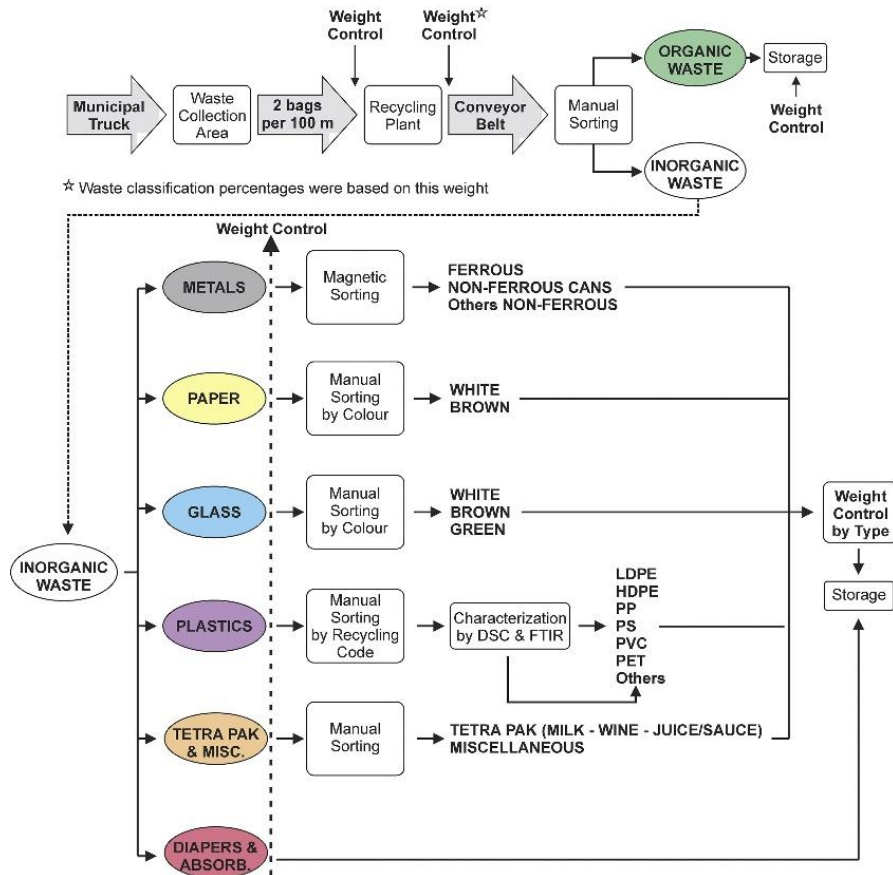 Weight
Control
Weight☆
Control
Municipal
Truck
Waste
Collection
Area
2 bags
per 100 m
Recycling
Plant
Conveyor
Belt
Manual
Sorting
ORGANIC
WASTE
Storage
Weight
Control
INORGANIC
WASTE
☆ Waste classification percentages were based on this weight
Weight Control
METALS
Magnetic
Sorting
FERROUS
NON-FERROUS CANS
Others NON-FERROUS
PAPER
Manual
Sorting
by Colour
WHITE
BROWN
GLASS
Manual
Sorting
by Colour
WHITE
BROWN
GREEN
Weight
Control
by Type
Storage
INORGANIC
WASTE
PLASTICS
Manual
Sorting
by Recycling
Code
Characterization
by DSC & FTIR
LDPE
HDPE
PP
PS
PVC
PET
Others
TETRA PAK
& MISC.
Manual
Sorting
TETRA PAK (MILK - WINE - JUICE/SAUCE)
MISCELLANEOUS
DIAPERS &
ABSORB.